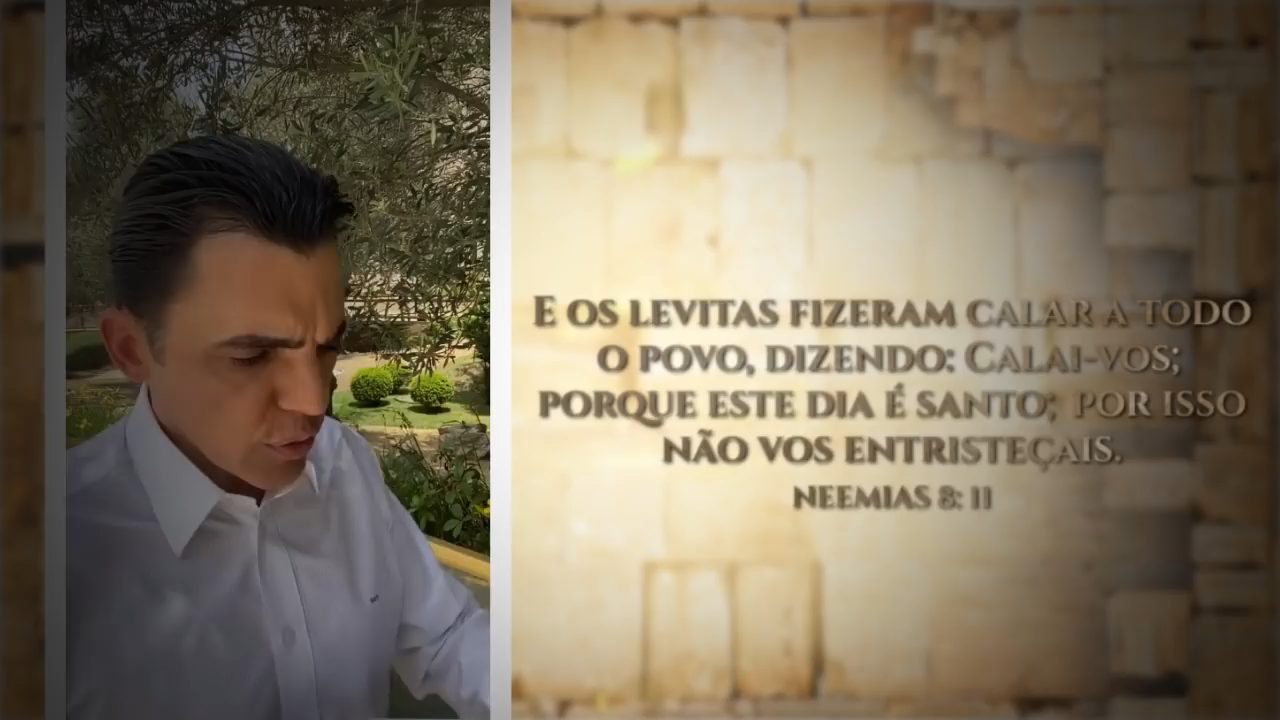 E OS LEVITAS FIZERAM CALAR A TODO
O POVO, DIZENDO: CALAI-VOS;
PORQUE ESTE DIA É SANTO; POR ISSO
NÃO VOS ENTRISTEÇAIS.
NEEMIAS 8: 11